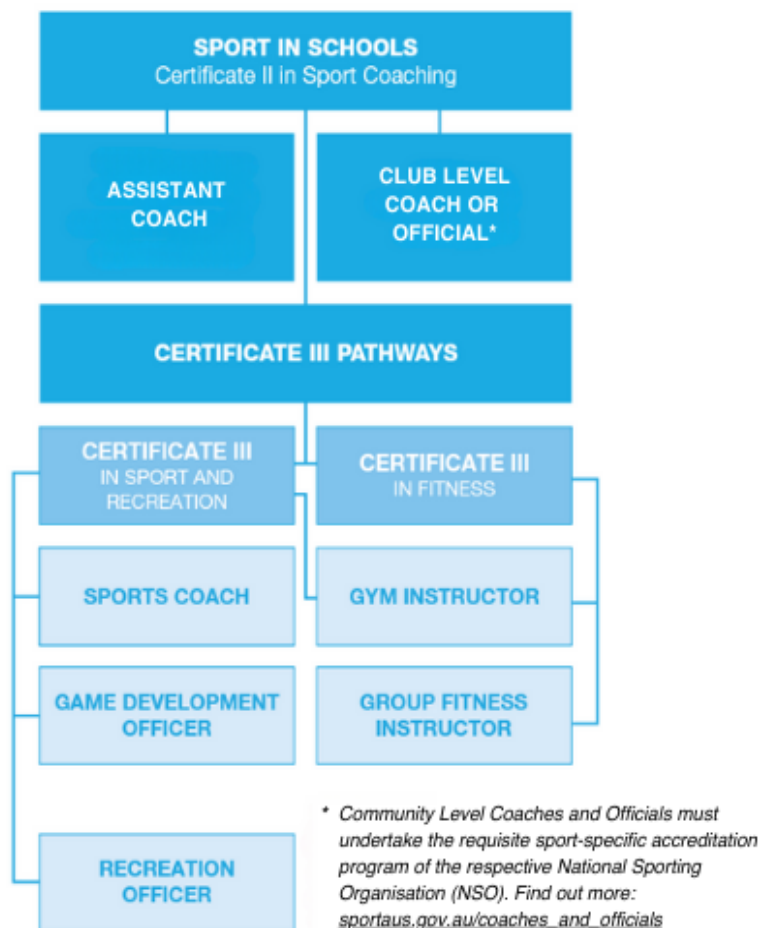 SPORT IN SCHOOLS
Certificate II in Sport Coaching
ASSISTANT
COACH
CLUB LEVEL
COACH OR
OFFICIAL*
CERTIFICATE III PATHWAYS
CERTIFICATE III
IN SPORT AND
RECREATION
CERTIFICATE III
IN FITNESS
SPORTS COACH
GYM INSTRUCTOR
GAME DEVELOPMENT
OFFICER
GROUP FITNESS
INSTRUCTOR
RECREATION
OFFICER
* Community Level Coaches and Officials must
undertake the requisite sport-specific accreditation
program of the respective National Sporting
Organisation (NSO). Find out more:
sportaus.gov.au/coaches_and_officials